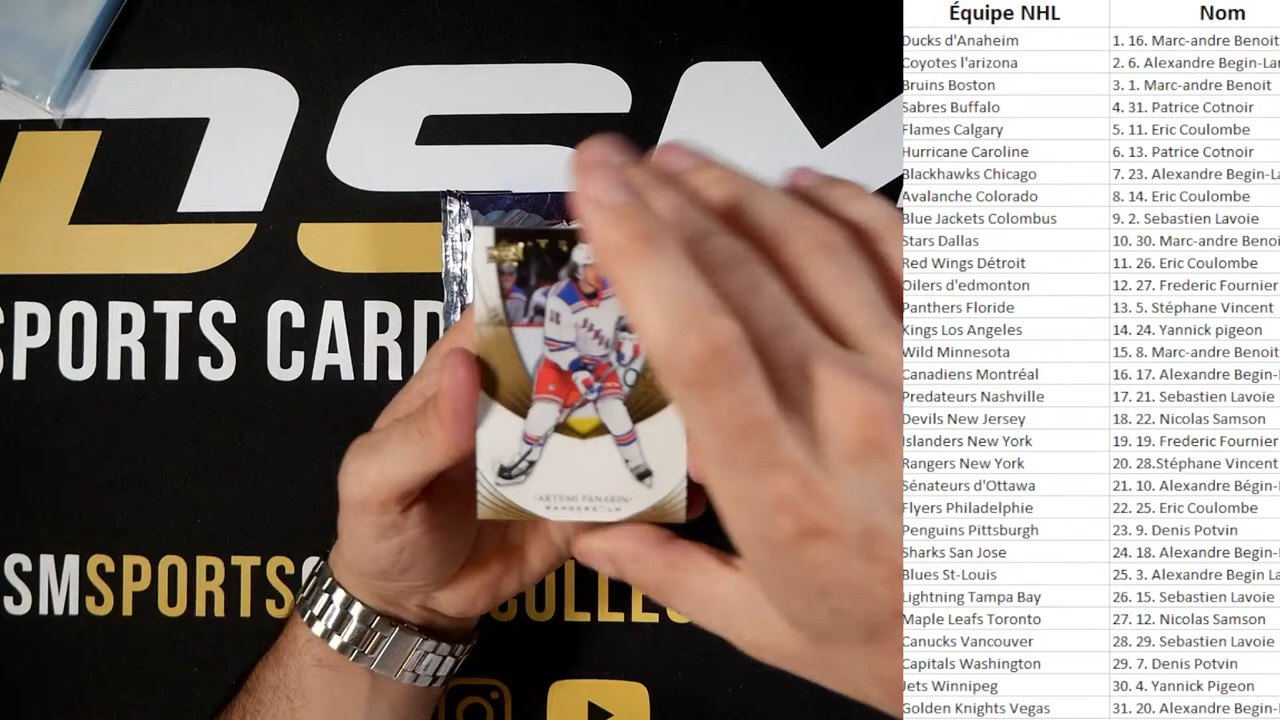 DSM
SPORTS CARD
SMSPORTS
COLLE
ARTEMI PANARIN
RANGERS
Équipe NHL Nom
Ducks d'Anaheim 1. 16. Marc-andre Benoit
Coyotes l'arizona 2. 6. Alexandre Begin-Lar
Bruins Boston 3. 1. Marc-andre Benoit
Sabres Buffalo 4. 31. Patrice Cotnoir
Flames Calgary 5. 11. Eric Coulombe
Hurricane Caroline 6. 13. Patrice Cotnoir
Blackhawks Chicago 7. 23. Alexandre Begin-La
Avalanche Colorado 8. 14. Eric Coulombe
Blue Jackets Colombus 9. 2. Sebastien Lavoie
Stars Dallas 10. 30. Marc-andre Benoi
Red Wings Détroit 11. 26. Eric Coulombe
Oilers d'edmonton 12. 27. Frederic Fournier
Panthers Floride 13. 5. Stéphane Vincent
Kings Los Angeles 14. 24. Yannick pigeon
Wild Minnesota 15. 8. Marc-andre Benoit
Canadiens Montréal 16. 17. Alexandre Begin-L
Predateurs Nashville 17. 21. Sebastien Lavoie
Devils New Jersey 18. 22. Nicolas Samson
Islanders New York 19. 19. Frederic Fournier
Rangers New York 20. 28.Stéphane Vincent
Sénateurs d'Ottawa 21. 10. Alexandre Bégin-
Flyers Philadelphie 22. 25. Eric Coulombe
Penguins Pittsburgh 23. 9. Denis Potvin
Sharks San Jose 24. 18. Alexandre Begin-
Blues St-Louis 25. 3. Alexandre Begin La
Lightning Tampa Bay 26. 15. Sebastien Lavoie
Maple Leafs Toronto 27. 12. Nicolas Samson
Canucks Vancouver 28. 29. Sebastien Lavoie
Capitals Washington 29. 7. Denis Potvin
Jets Winnipeg 30. 4. Yannick Pigeon
Golden Knights Vegas 31. 20. Alexandre Begin-